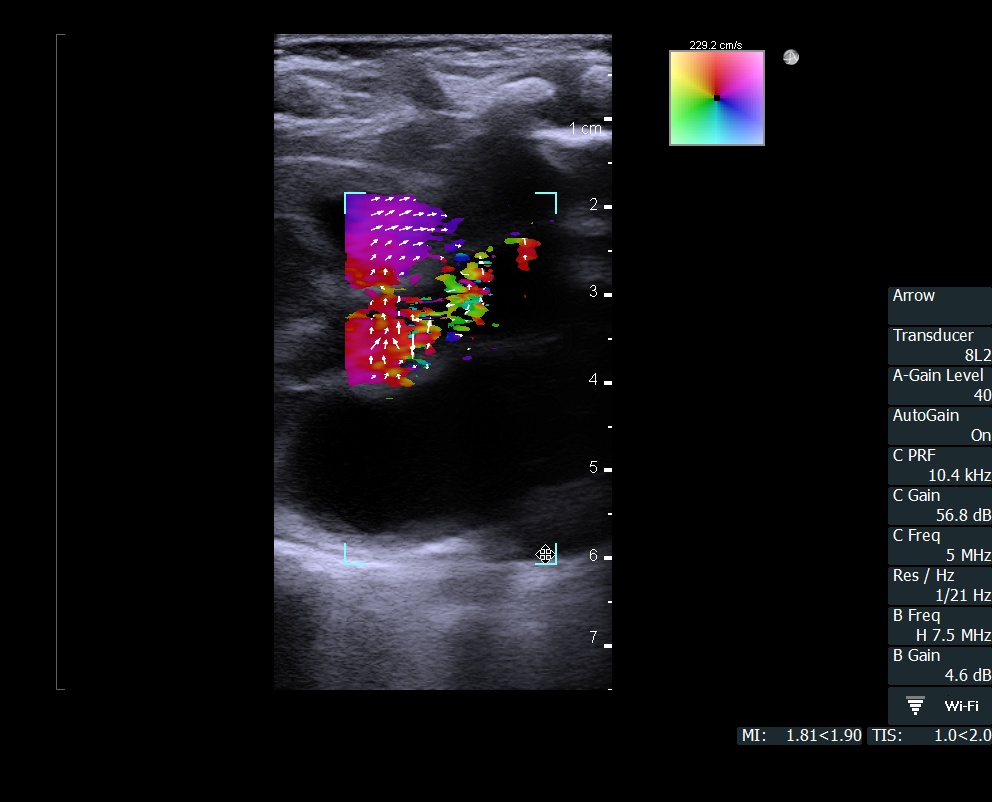 229.2 cm/s
1 cm
2
3
4
5
6
7
Arrow
Transducer
8L2
A-Gain Level
40
AutoGain
On
C PRF
10.4 kHz
C Gain
56.8 dB
C Freq
5 MHz
Res / Hz
1/21 Hz
B Freq
H 7.5 MHz
B Gain
4.6 dB
Wi-Fi
MI: 1.81<1.90 TIS: 1.0<2.0